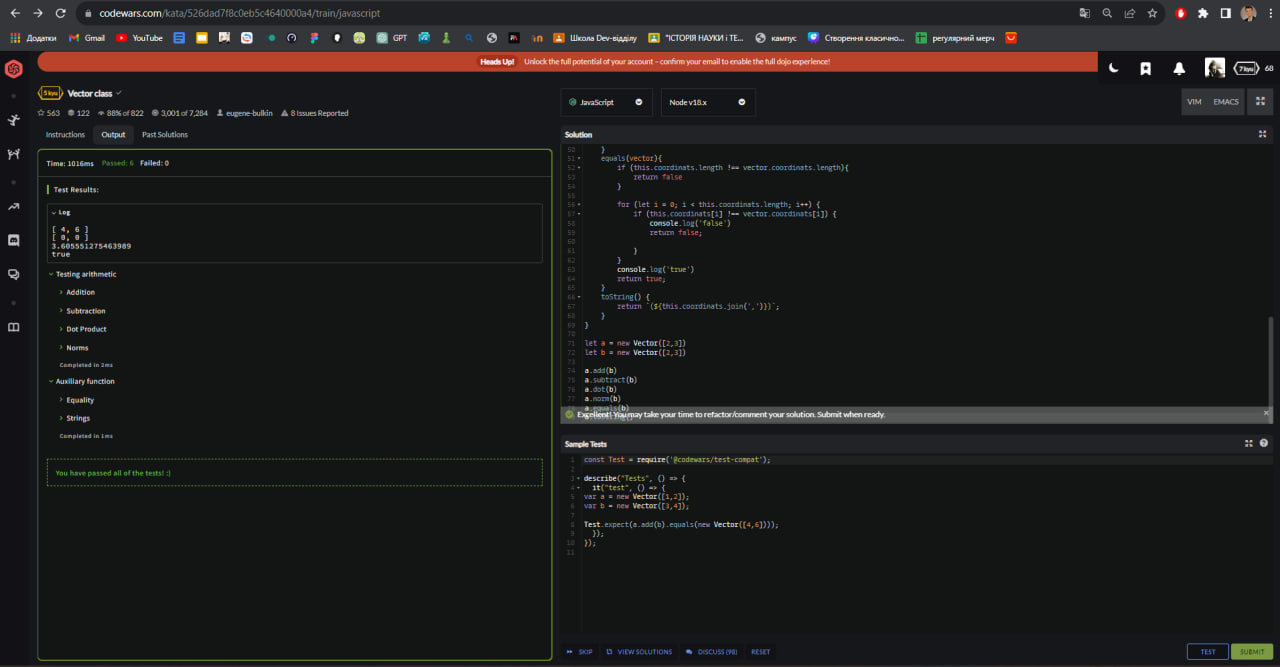 codewars.com/kata/526dad7f8c0eb5c4640000a4/train/javascript
Додатки Gmail YouTube GPT Школа Dev-відділу "ІСТОРІЯ НАУКИ і ТЕ... кампус Створення класично... регулярний мерч
Heads Up! Unlock the full potential of your account – confirm your email to enable the full dojo experience!
7 kyu 68
5 kyu Vector class
563 122 88% of 822 3,001 of 7,284 eugene-bulkin 8 Issues Reported
JavaScript Node v18.x VIM EMACS
Instructions Output Past Solutions
Time: 1016ms Passed: 6 Failed: 0
Test Results:
Log
[ 4, 6 ]
[ 0, 0 ]
3.605551275463989
true
Testing arithmetic
Addition
Subtraction
Dot Product
Norms
Completed in 2ms
Auxiliary function
Equality
Strings
Completed in 1ms
You have passed all of the tests! :)
Solution
50 }
51 equals(vector){
52 if (this.coordinats.length !== vector.coordinats.length){
53 return false
54 }
55
56 for (let i = 0; i < this.coordinats.length; i++) {
57 if (this.coordinats[i] !== vector.coordinats[i]) {
58 console.log('false')
59 return false;
60
61 }
62 }
63 console.log('true')
64 return true;
65 }
66 toString() {
67 return `(${this.coordinats.join(',')})`;
68 }
69 }
70
71 let a = new Vector([2,3])
72 let b = new Vector([2,3])
73
74 a.add(b)
75 a.subtract(b)
76 a.dot(b)
77 a.norm(b)
78 a.equals(b)
Excellent! You may take your time to refactor/comment your solution. Submit when ready.
Sample Tests
1 const Test = require('@codewars/test-compat');
2
3 describe("Tests", () => {
4 it("test", () => {
5 var a = new Vector([1,2]);
6 var b = new Vector([3,4]);
7
8 Test.expect(a.add(b).equals(new Vector([4,6])));
9 });
10 });
11
SKIP VIEW SOLUTIONS DISCUSS (98) RESET TEST SUBMIT